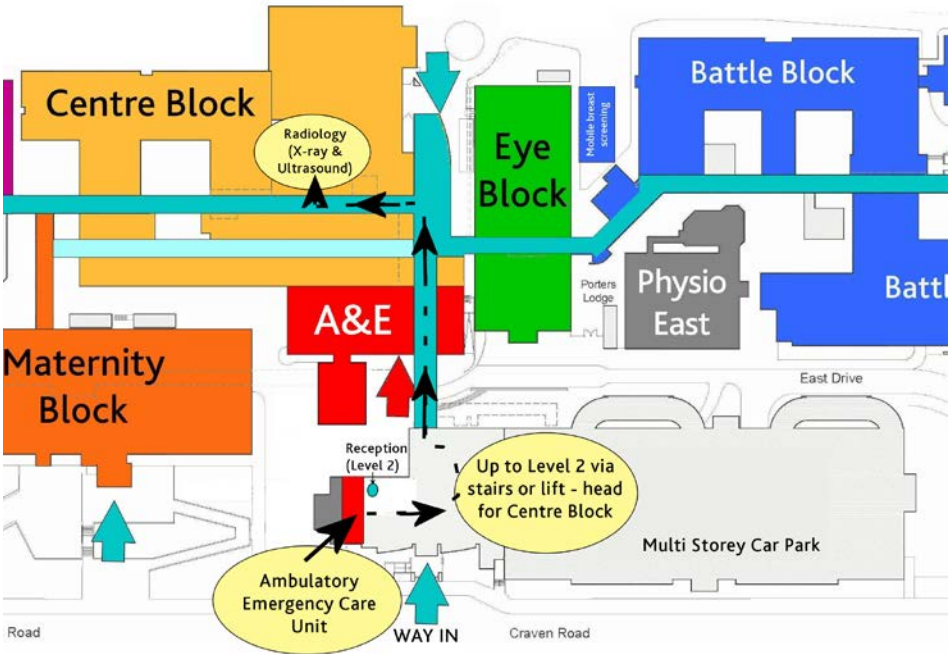 Centre Block
Battle Block
Radiology
(X-ray &
Ultrasound)
Eye
Block
Mobile breast
screening
A&E
Porters
Lodge
Physio
East
Battl
Maternity
Block
East Drive
Reception
(Level 2)
Up to Level 2 via
stairs or lift - head
for Centre Block
Multi Storey Car Park
Ambulatory
Emergency Care
Unit
Road
WAY IN
Craven Road